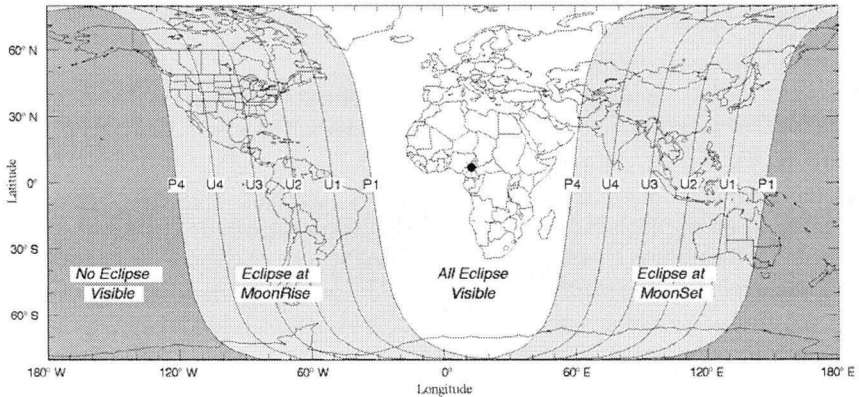 60° N
30° N
Latitude
0°
30° S
60° S
P4 U4 U3 U2 U1 P1 P4 U4 U3 U2 U1 P1
No Eclipse
Visible
Eclipse at
MoonRise
All Eclipse
Visible
Eclipse at
MoonSet
180° W 120° W 60° W 0° 60° E 120° E 180° E
Longitude